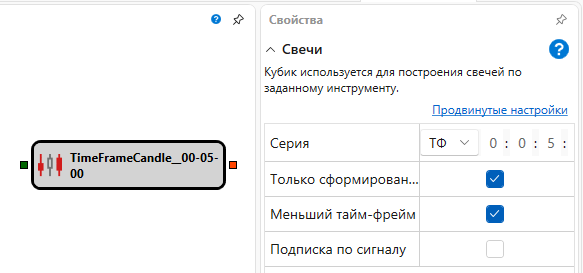 Свойства
Свечи
Кубик используется для построения свечей по
заданному инструменту.
Продвинутые настройки
TimeFrameCandle_00-05-
00
Серия ТФ 0 : 0 : 5 :
Только сформирован...
Меньший тайм-фрейм
Подписка по сигналу